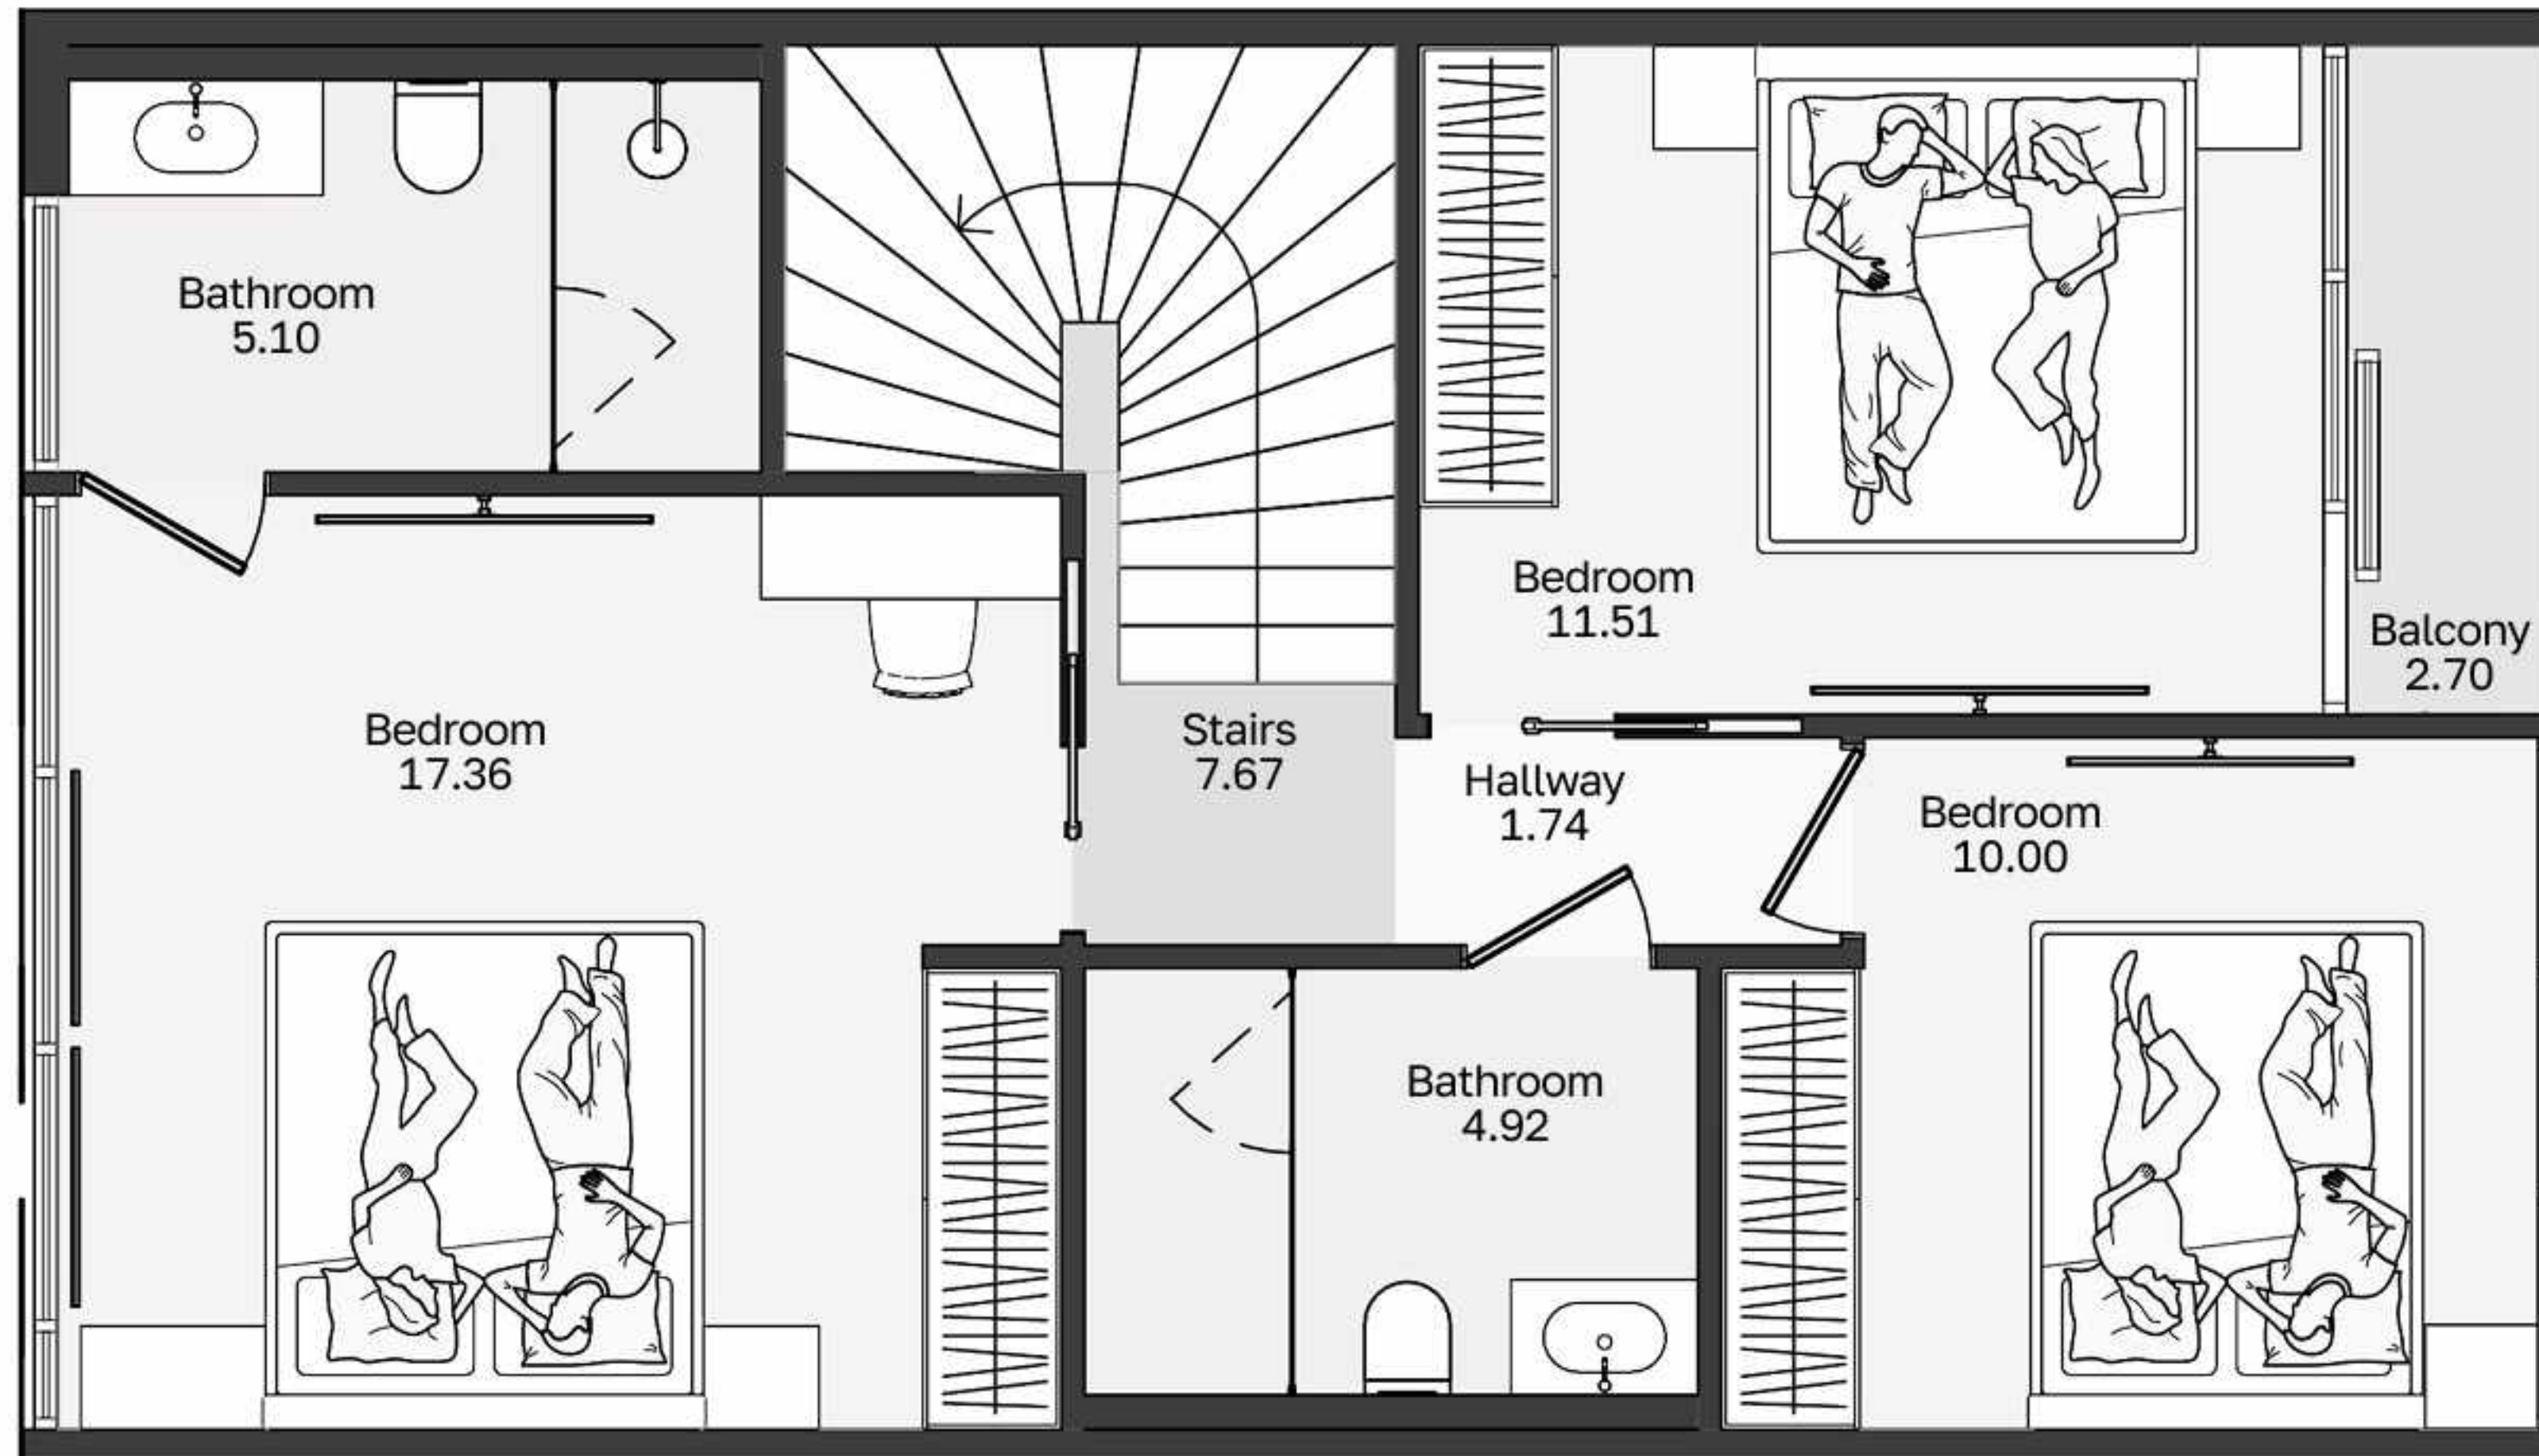 Bathroom
5.10
Bedroom
11.51
Balcony
2.70
Bedroom
17.36
Stairs
7.67
Hallway
1.74
Bedroom
10.00
Bathroom
4.92